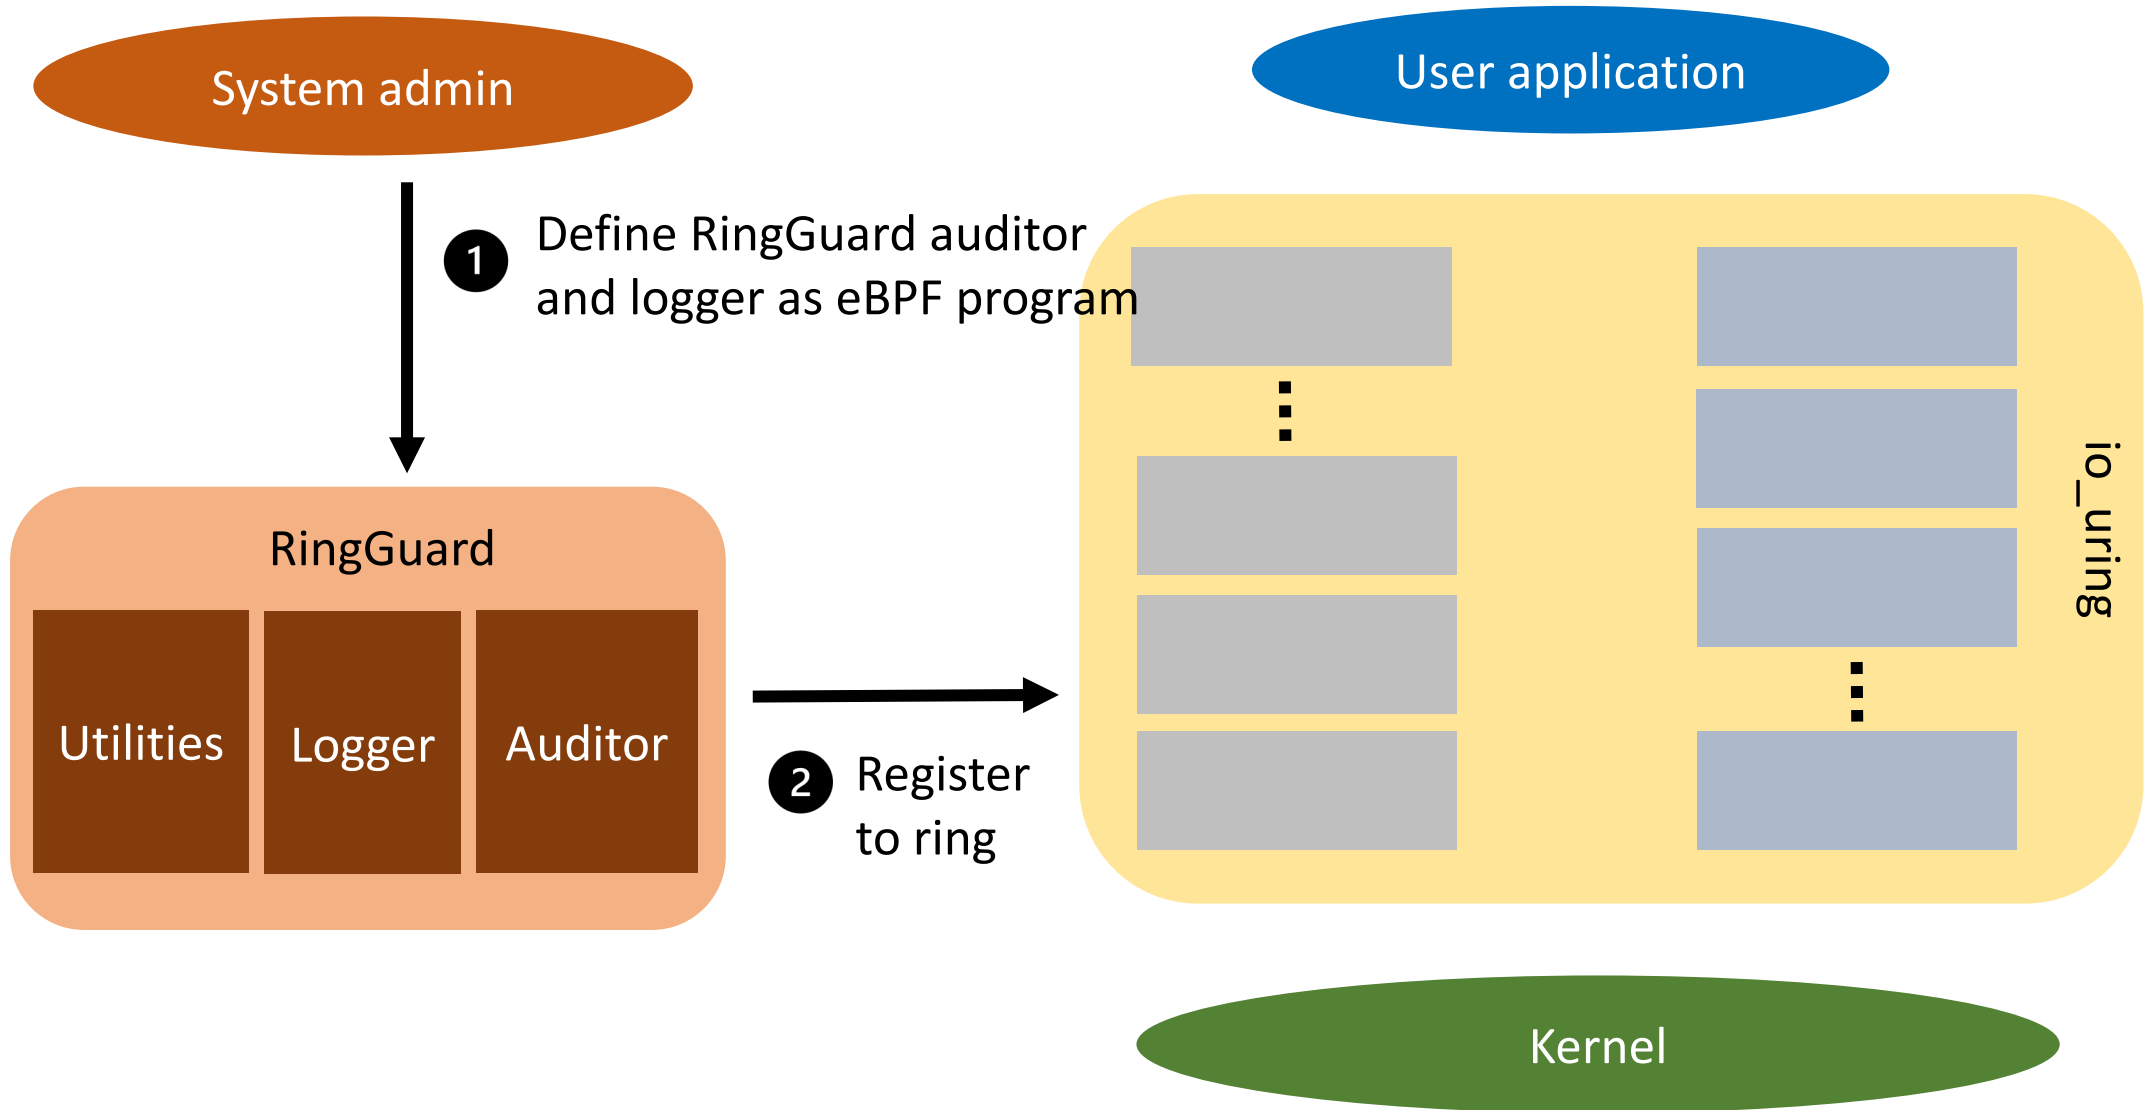 System admin
User application
1
Define RingGuard auditor
and logger as eBPF program
io_uring
RingGuard
Utilities
Logger
Auditor
2
Register
to ring
Kernel